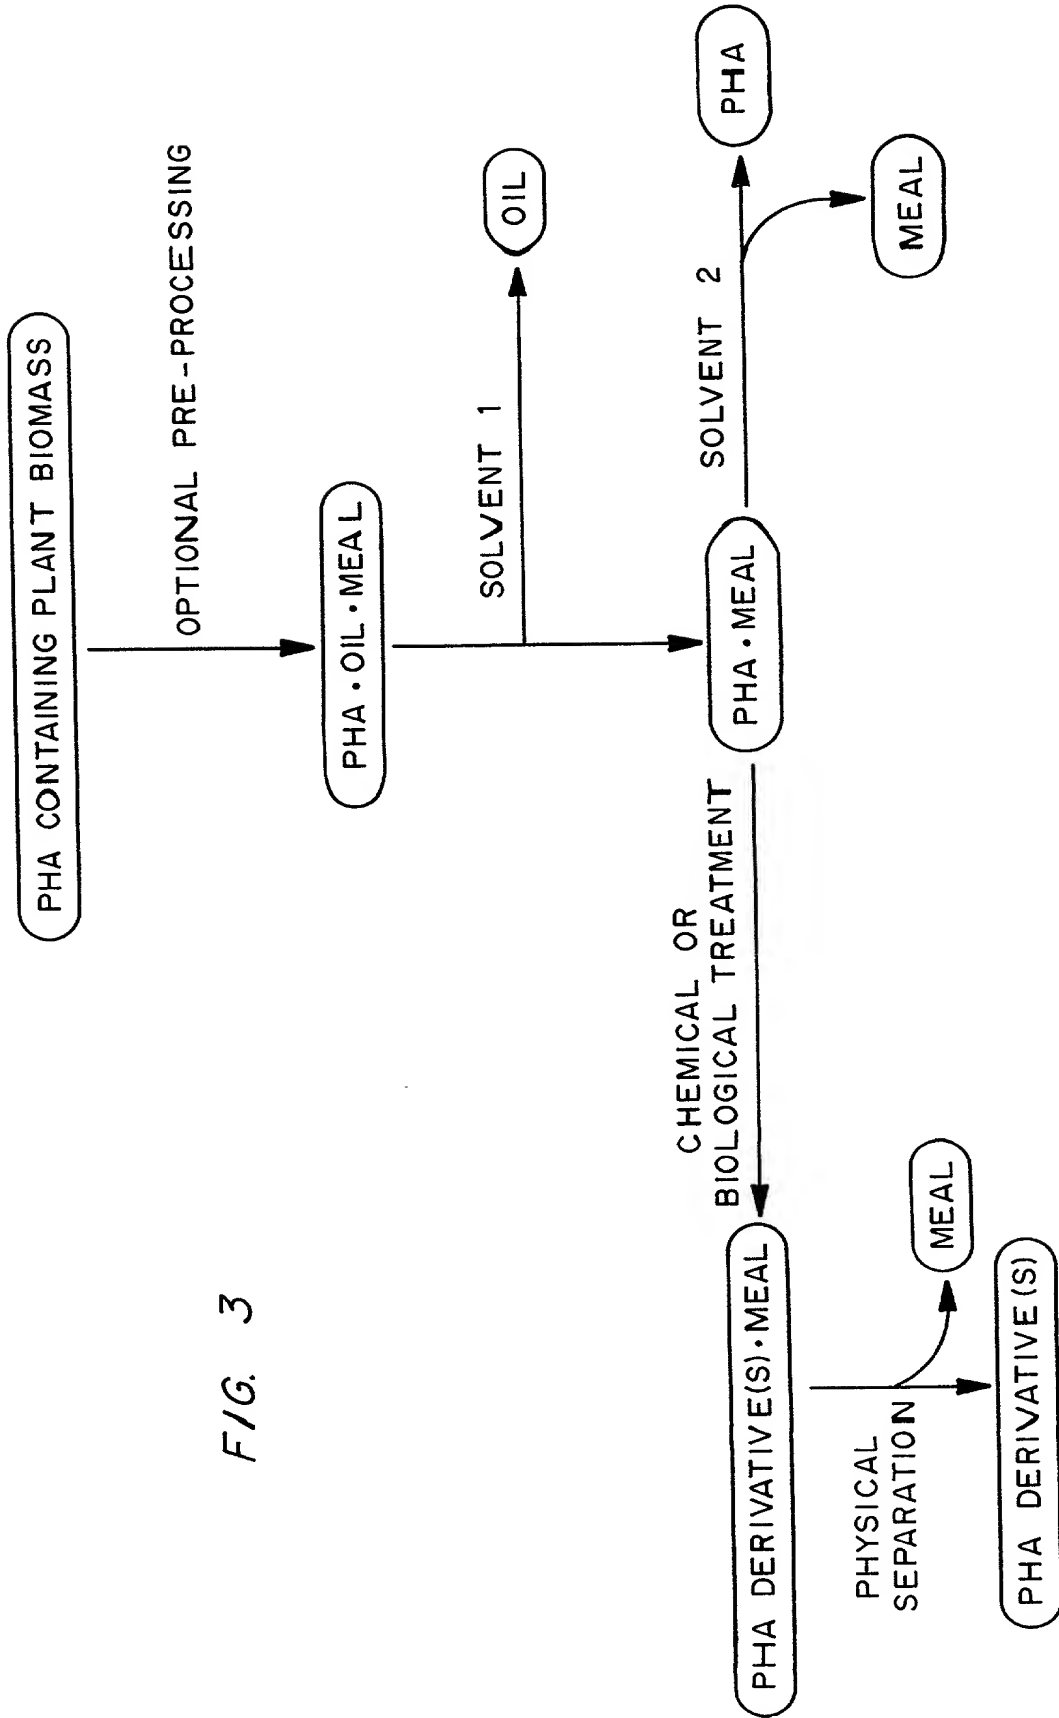 PHA CONTAINING PLANT BIOMASS
OPTIONAL PRE-PROCESSING
PHA•OIL•MEAL
SOLVENT 1
OIL
PHA•MEAL
SOLVENT 2
PHA
MEAL
CHEMICAL OR
BIOLOGICAL TREATMENT
PHA DERIVATIVE(S)•MEAL
PHYSICAL
SEPARATION
MEAL
PHA DERIVATIVE(S)
FIG. 3